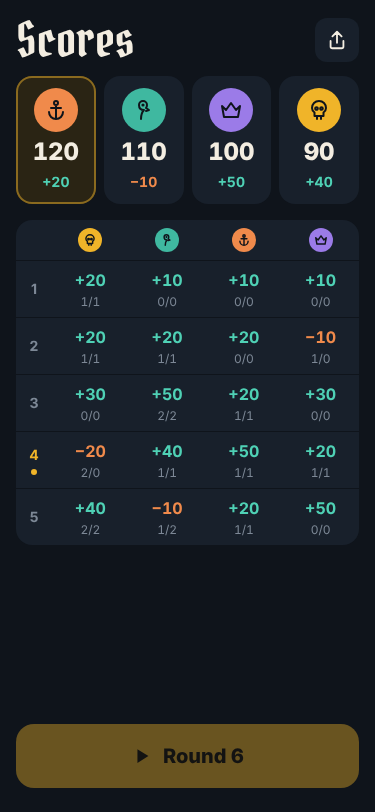 Scores
120 110 100 90
+20 −10 +50 +40
1 +20 +10 +10 +10
1/1 0/0 0/0 0/0
2 +20 +20 +20 −10
1/1 1/1 0/0 1/0
3 +30 +50 +20 +30
0/0 2/2 1/1 0/0
4 −20 +40 +50 +20
2/0 1/1 1/1 1/1
5 +40 −10 +20 +50
2/2 1/2 1/1 0/0
Round 6